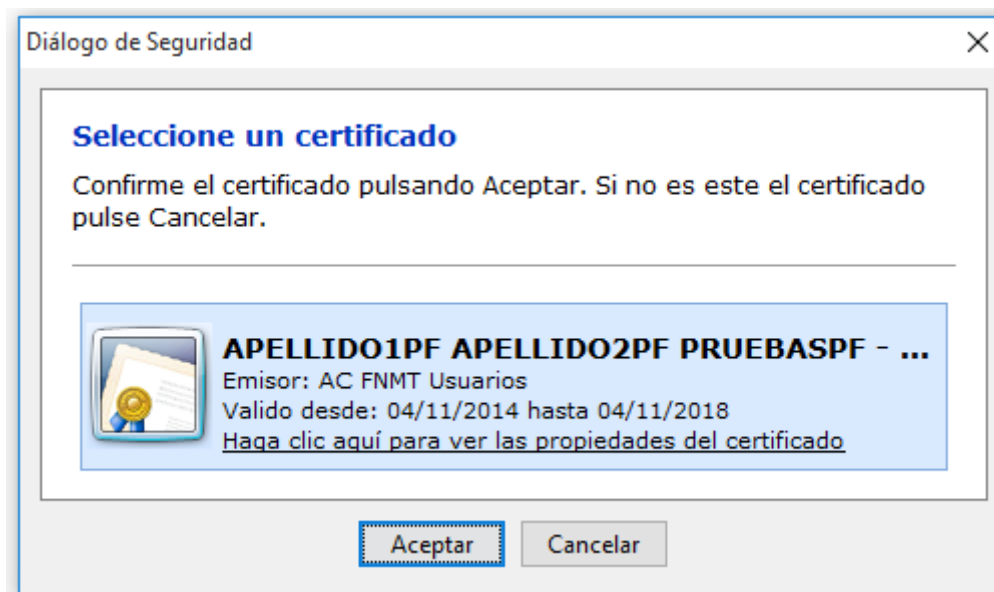 Diálogo de Seguridad
Seleccione un certificado
Confirme el certificado pulsando Aceptar. Si no es este el certificado
pulse Cancelar.
APELLIDO1PF APELLIDO2PF PRUEBASPF - ...
Emisor: AC FNMT Usuarios
Valido desde: 04/11/2014 hasta 04/11/2018
Haga clic aquí para ver las propiedades del certificado
Aceptar Cancelar